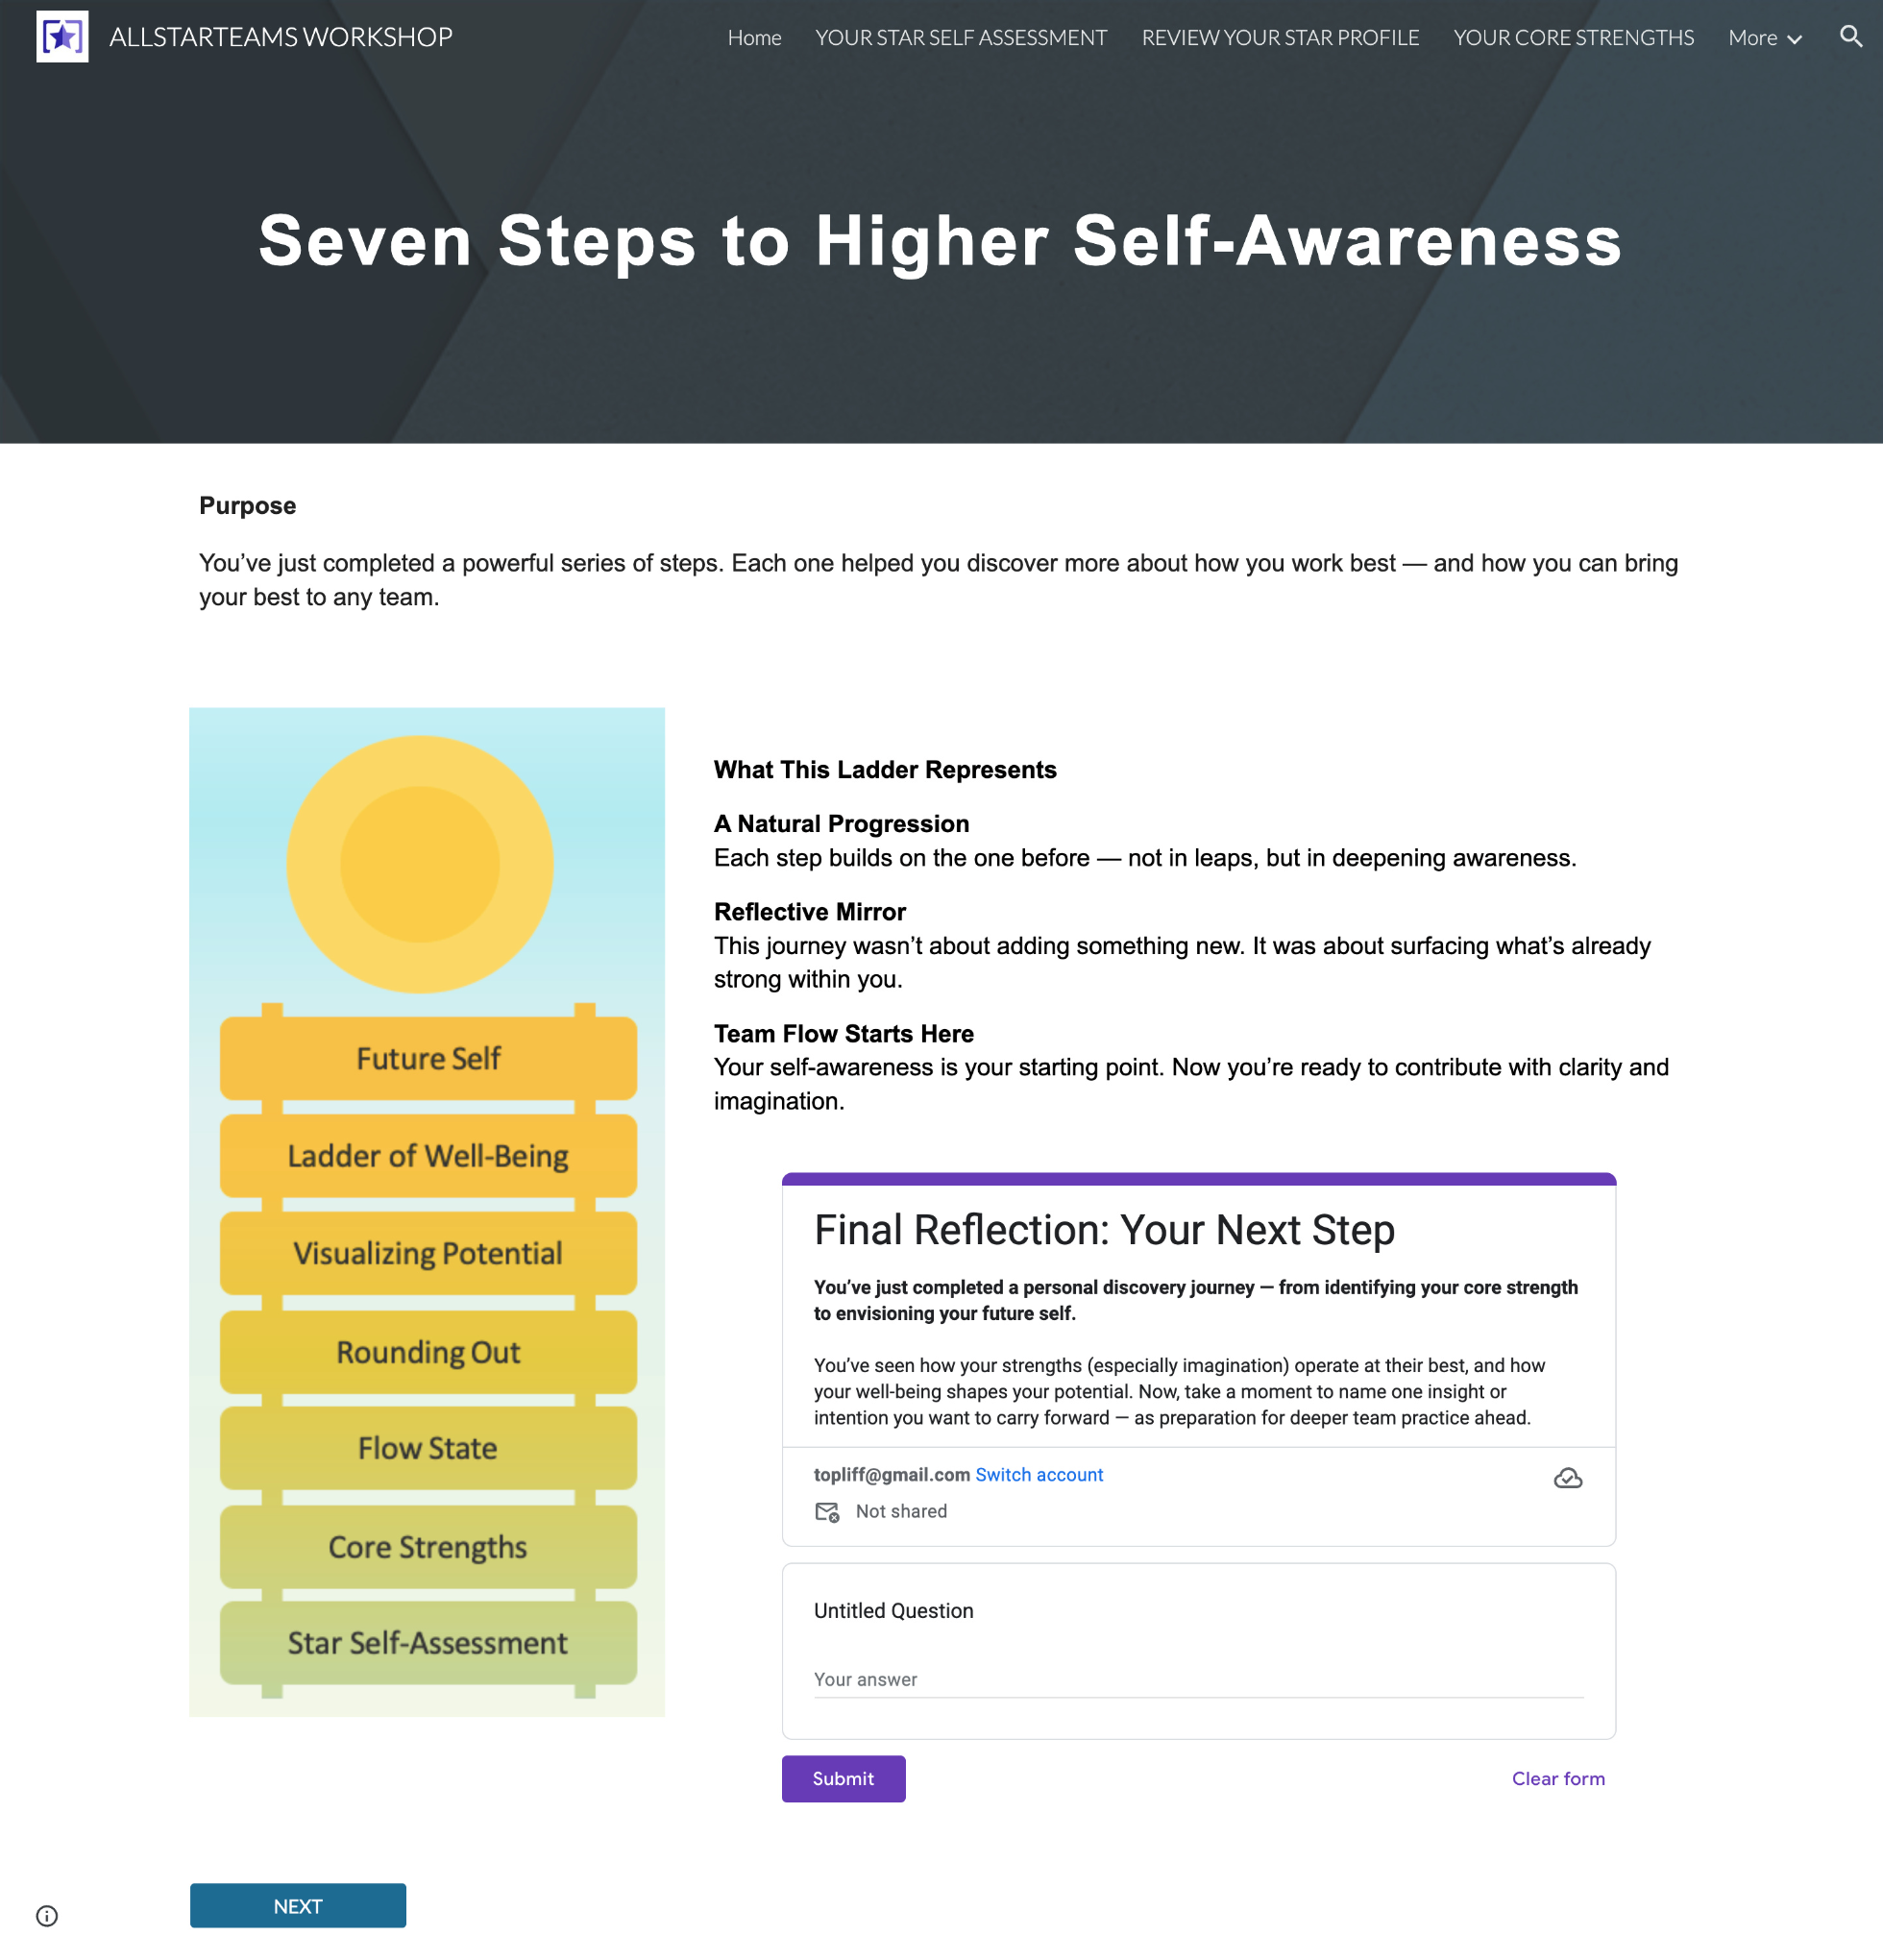 ALLSTARTEAMS WORKSHOP
Home
YOUR STAR SELF ASSESSMENT
REVIEW YOUR STAR PROFILE
YOUR CORE STRENGTHS
More
Seven Steps to Higher Self-Awareness
Purpose
You’ve just completed a powerful series of steps. Each one helped you discover more about how you work best — and how you can bring
your best to any team.
Future Self
Ladder of Well-Being
Visualizing Potential
Rounding Out
Flow State
Core Strengths
Star Self-Assessment
What This Ladder Represents
A Natural Progression
Each step builds on the one before — not in leaps, but in deepening awareness.
Reflective Mirror
This journey wasn’t about adding something new. It was about surfacing what’s already
strong within you.
Team Flow Starts Here
Your self-awareness is your starting point. Now you’re ready to contribute with clarity and
imagination.
Final Reflection: Your Next Step
You’ve just completed a personal discovery journey — from identifying your core strength
to envisioning your future self.
You’ve seen how your strengths (especially imagination) operate at their best, and how
your well-being shapes your potential. Now, take a moment to name one insight or
intention you want to carry forward — as preparation for deeper team practice ahead.
topliff@gmail.com Switch account
Not shared
Untitled Question
Your answer
Submit
Clear form
NEXT